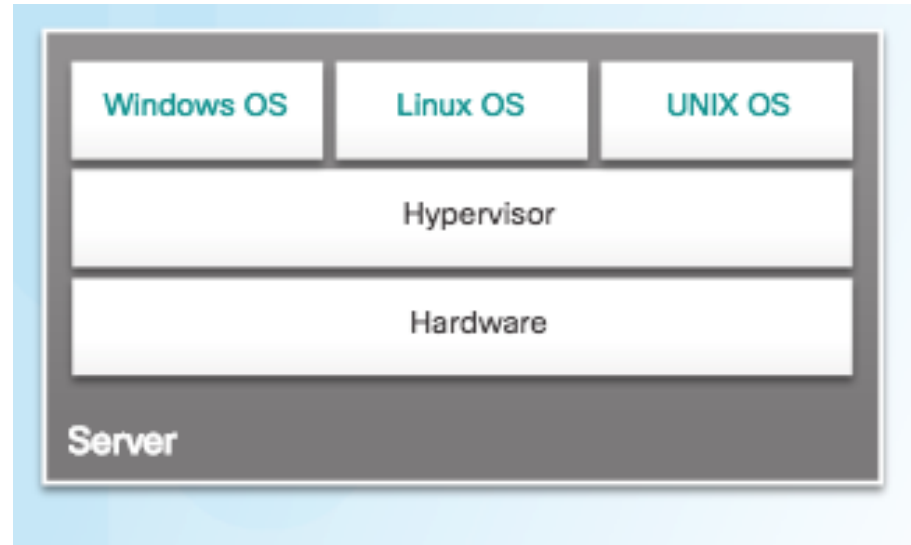 Windows OS
Linux OS
UNIX OS
Hypervisor
Hardware
Server